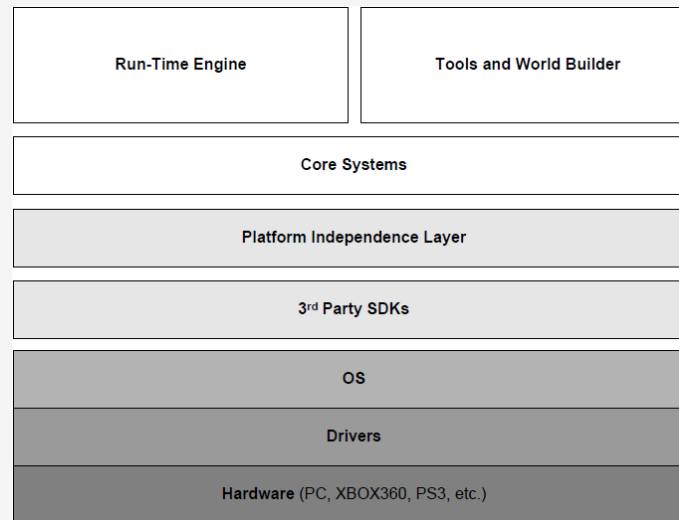 Run-Time Engine
Tools and World Builder
Core Systems
Platform Independence Layer
3rd Party SDKs
OS
Drivers
Hardware (PC, XBOX360, PS3, etc.)